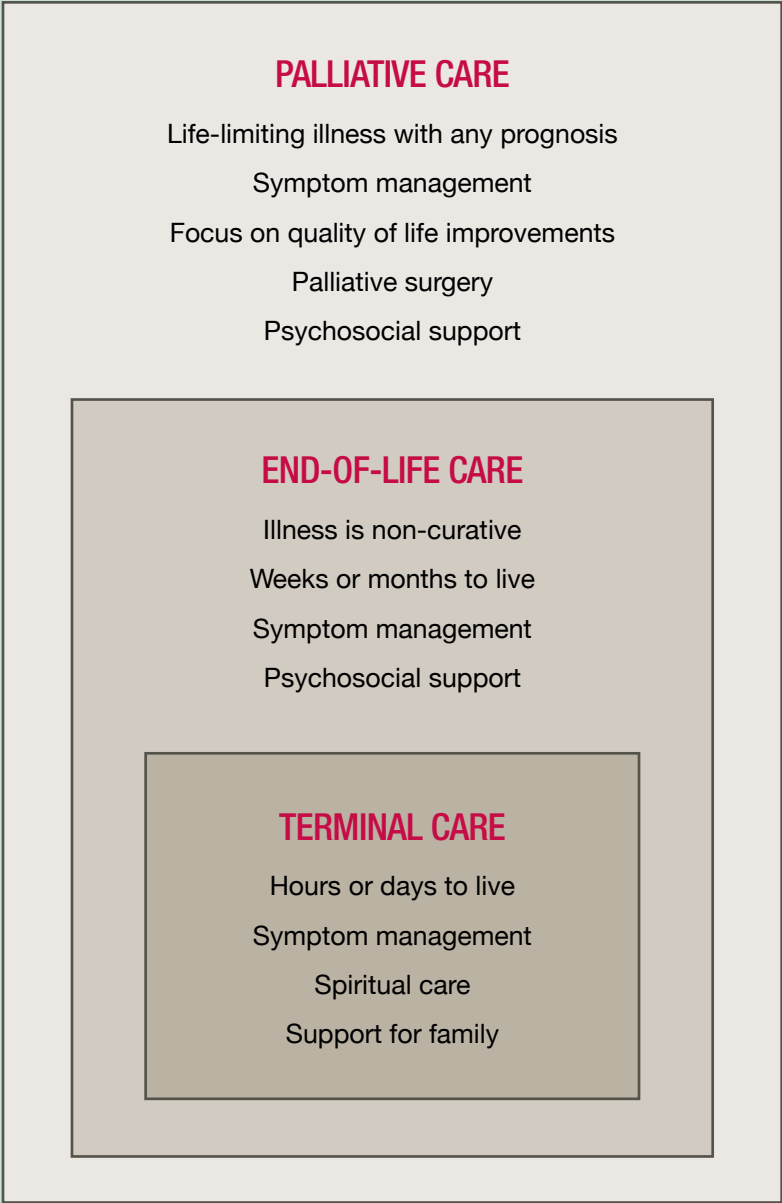 PALLIATIVE CARE
Life-limiting illness with any prognosis
Symptom management
Focus on quality of life improvements
Palliative surgery
Psychosocial support
END-OF-LIFE CARE
Illness is non-curative
Weeks or months to live
Symptom management
Psychosocial support
TERMINAL CARE
Hours or days to live
Symptom management
Spiritual care
Support for family